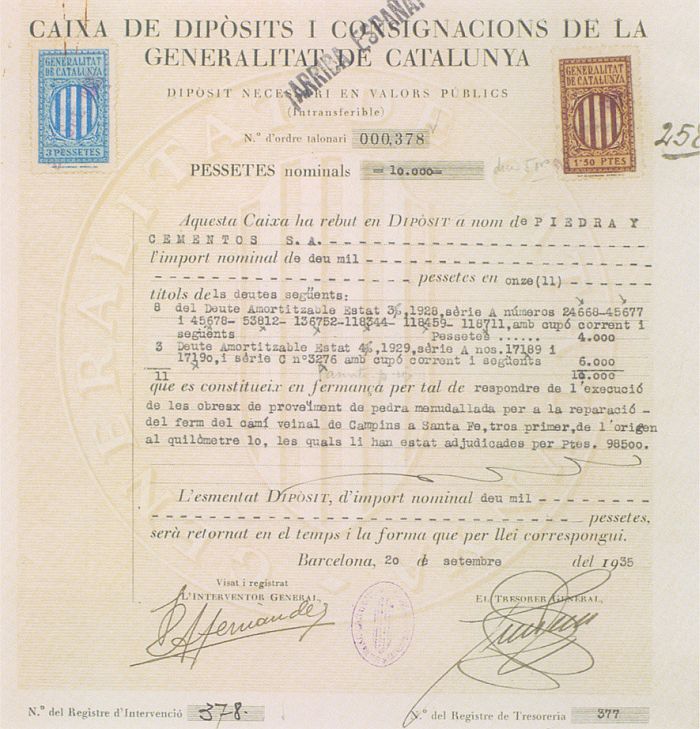 CAIXA DE DIPÒSITS I CONSIGNACIONS DE LA
GENERALITAT DE CATALUNYA
¡ARRIBA ESPAÑA!
GENERALITAT
DE CATALUNYA
3 PESSETES
GENERALITAT
DE CATALUNYA
1'50 PTES
DIPÒSIT NECESSARI EN VALORS PÚBLICS
(Intransferible)
N.º d'ordre talonari 000,378
258
PESSETES nominals = 10.000=
Aquesta Caixa ha rebut en DIPÒSIT a nom de PIEDRA Y
CEMENTOS S.A.
l'import nominal de deu mil
pessetes en onze(11)
títols dels deutes següents:
8 del Deute Amortitzable Estat 3%,1928,sèrie A números 24668-45677
i 45678- 53812- 136752-118344- 118459- 118711,amb cupó corrent i
següents Pessetes ...... 4.000
3 Deute Amortitzable Estat 4%,1929,sèrie A nos.17189 i
1719o,i sèrie C nº3276 amb cupó corrent i següents 6.000
11 10.000
que es constitueix en fermança per tal de respondre de l'execució
de les obresx de proveïment de pedra menudallada per a la reparació -
del ferm del camí veinal de Campins a Santa Fe,tros primer,de l'origen
al quilòmetre lo, les quals li han estat adjudicades per Ptes. 98500.
L'esmentat DIPÒSIT, d'import nominal deu mil
pessetes,
serà retornat en el temps i la forma que per llei correspongui.
Barcelona, 20 de setembre del 1935
Visat i registrat
L'INTERVENTOR GENERAL,
EL TRESORER GENERAL,
N.º del Registre d'Intervenció 378.
N.º del Registre de Tresoreria 377